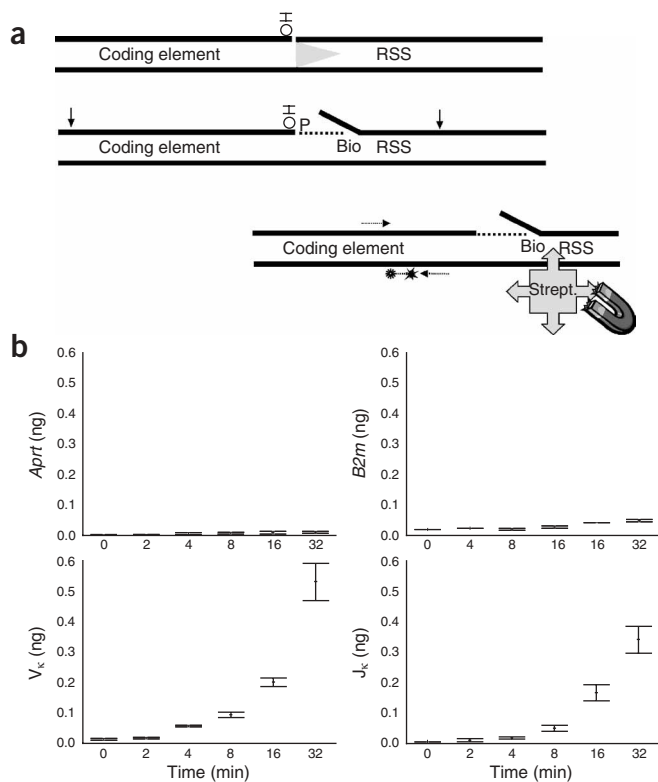 a
OH
Coding element RSS
OH
P
Coding element Bio RSS
Coding element Bio RSS
Strept.
b
Aprt (ng)
0.6
0.5
0.4
0.3
0.2
0.1
0.0
0 2 4 8 16 32
B2m (ng)
0.6
0.5
0.4
0.3
0.2
0.1
0.0
0 4 8 16 16 32
Vκ (ng)
0.6
0.5
0.4
0.3
0.2
0.1
0.0
0 2 4 8 16 32
Time (min)
Jκ (ng)
0.6
0.5
0.4
0.3
0.2
0.1
0.0
0 2 4 8 16 32
Time (min)